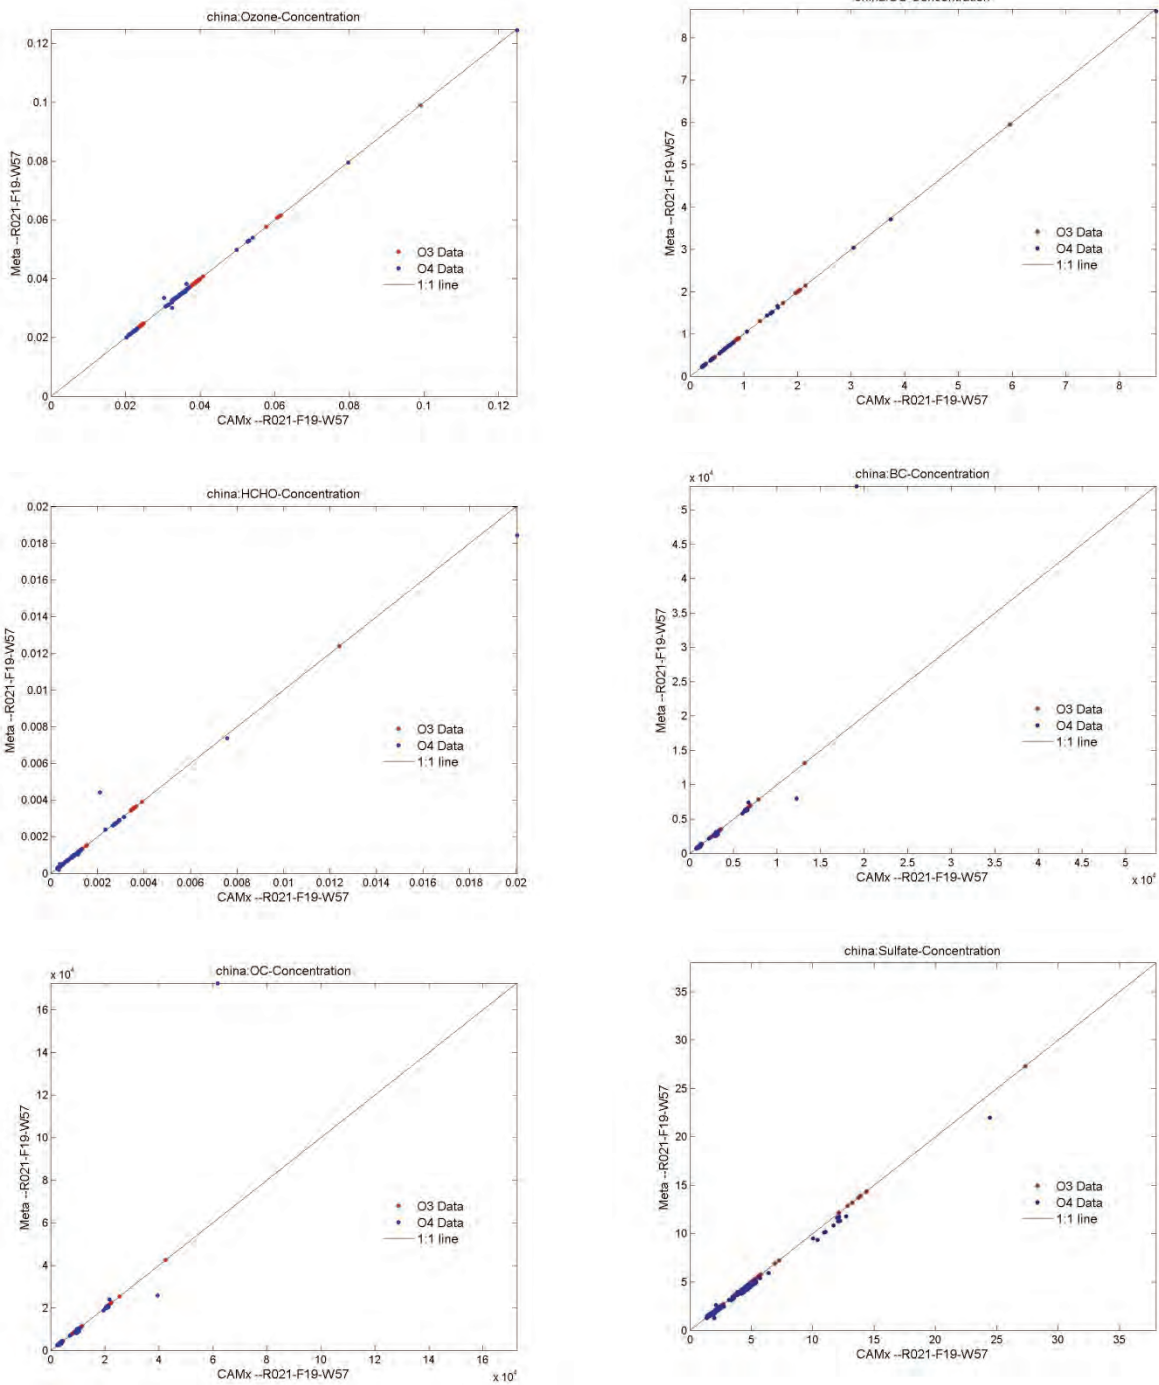 china:Ozone-Concentration
0.12
0.1
0.08
0.06
0.04
0.02
0
Meta --R021-F19-W57
O3 Data
O4 Data
1:1 line
0 0.02 0.04 0.06 0.08 0.1 0.12
CAMx --R021-F19-W57
8
7
6
5
4
3
2
1
0
Meta --R021-F19-W57
O3 Data
O4 Data
1:1 line
0 1 2 3 4 5 6 7 8
CAMx --R021-F19-W57
china:HCHO-Concentration
0.02
0.018
0.016
0.014
0.012
0.01
0.008
0.006
0.004
0.002
0
Meta --R021-F19-W57
O3 Data
O4 Data
1:1 line
0 0.002 0.004 0.006 0.008 0.01 0.012 0.014 0.016 0.018 0.02
CAMx --R021-F19-W57
china:BC-Concentration
x 10⁴
5
4.5
4
3.5
3
2.5
2
1.5
1
0.5
0
Meta --R021-F19-W57
O3 Data
O4 Data
1:1 line
0 0.5 1 1.5 2 2.5 3 3.5 4 4.5 5
CAMx --R021-F19-W57
x 10⁴
china:OC-Concentration
x 10⁴
16
14
12
10
8
6
4
2
0
Meta --R021-F19-W57
O3 Data
O4 Data
1:1 line
0 2 4 6 8 10 12 14 16
CAMx --R021-F19-W57
x 10⁴
china:Sulfate-Concentration
35
30
25
20
15
10
5
0
Meta --R021-F19-W57
O3 Data
O4 Data
1:1 line
0 5 10 15 20 25 30 35
CAMx --R021-F19-W57